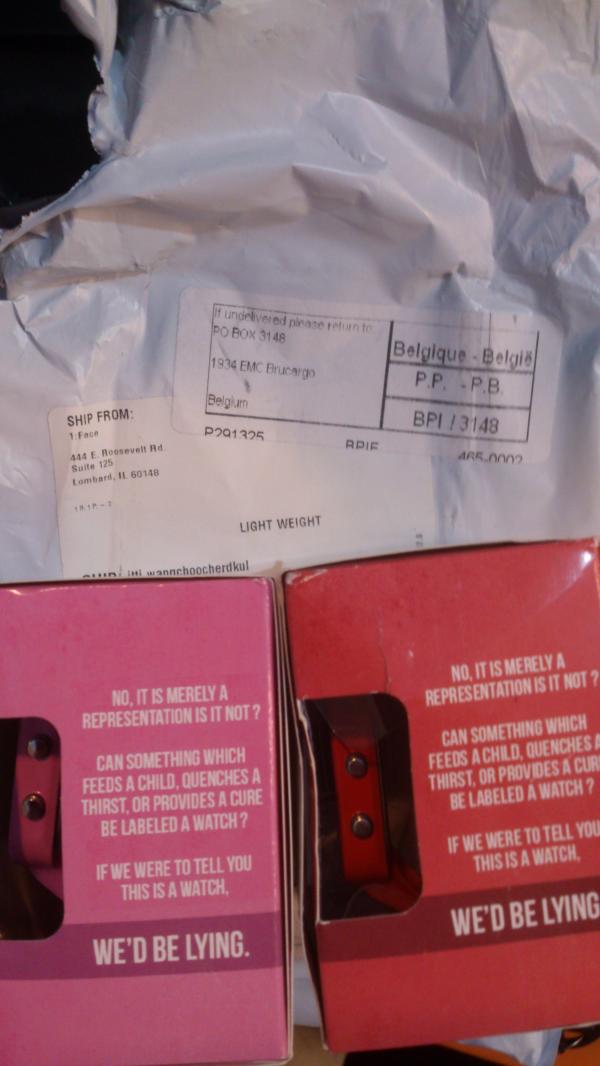 If undelivered please return to:
PO BOX 3148
1934 EMC Brucargo
Belgium
Belgique - België
P.P. - P.B.
BPI / 3148
P291325
BPIE
465-0002
SHIP FROM:
1:Face
444 E. Roosevelt Rd.
Suite 125
Lombard, IL 60148
LIGHT WEIGHT
wangchoocherdkul
NO, IT IS MERELY A
REPRESENTATION IS IT NOT ?
CAN SOMETHING WHICH
FEEDS A CHILD, QUENCHES A
THIRST, OR PROVIDES A CURE
BE LABELED A WATCH ?
IF WE WERE TO TELL YOU
THIS IS A WATCH,
WE'D BE LYING.
NO, IT IS MERELY A
REPRESENTATION IS IT NOT ?
CAN SOMETHING WHICH
FEEDS A CHILD, QUENCHES A
THIRST, OR PROVIDES A CURE
BE LABELED A WATCH ?
IF WE WERE TO TELL YOU
THIS IS A WATCH,
WE'D BE LYING